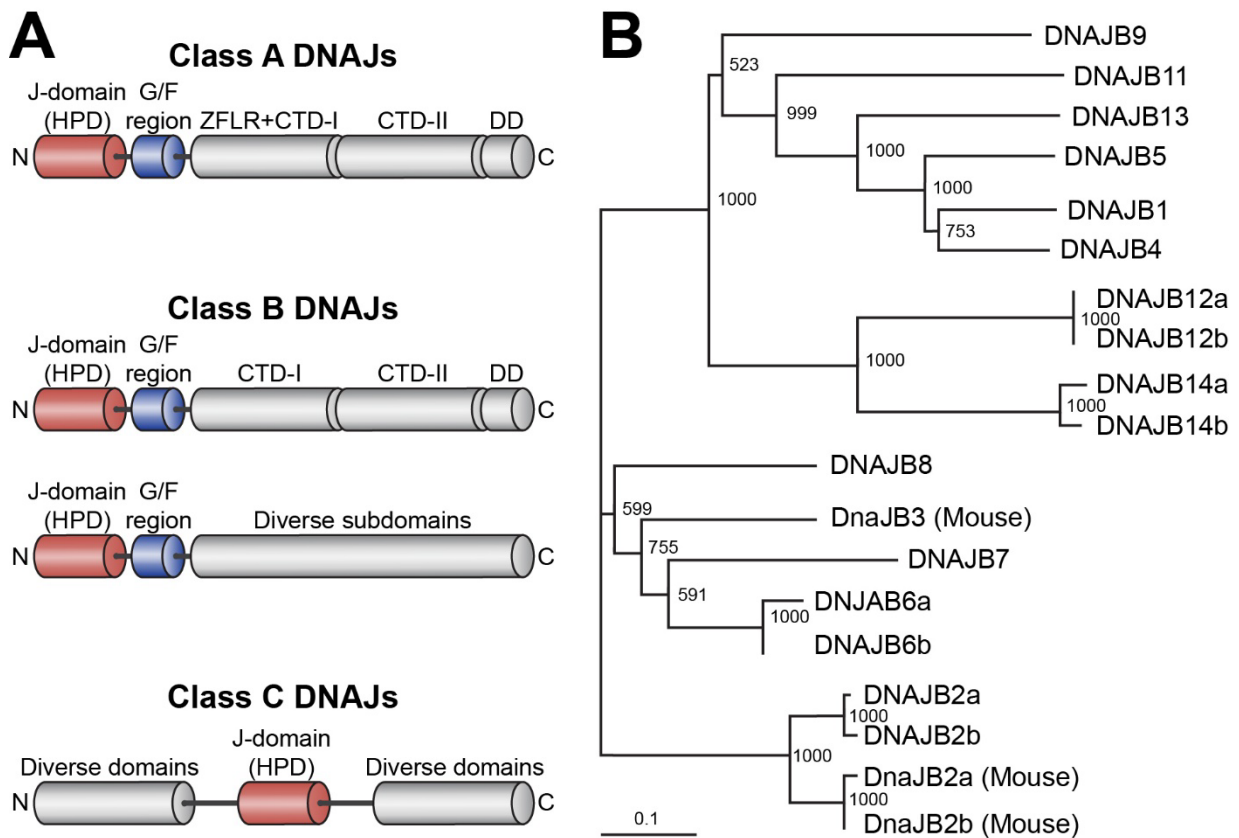 A
Class A DNAJs
J-domain G/F
(HPD) region ZFLR+CTD-I CTD-II DD
N C
Class B DNAJs
J-domain G/F
(HPD) region CTD-I CTD-II DD
N C
J-domain G/F
(HPD) region Diverse subdomains
N C
Class C DNAJs
J-domain
Diverse domains (HPD) Diverse domains
N C
B
DNAJB9
523
DNAJB11
999
DNAJB13
1000
DNAJB5
1000
1000
DNAJB1
753
DNAJB4
DNAJB12a
1000
DNAJB12b
1000
DNAJB14a
1000
DNAJB14b
DNAJB8
599
DnaJB3 (Mouse)
755
DNAJB7
591
DNJAB6a
1000
DNAJB6b
DNAJB2a
1000
DNAJB2b
1000
DnaJB2a (Mouse)
1000
DnaJB2b (Mouse)
0.1